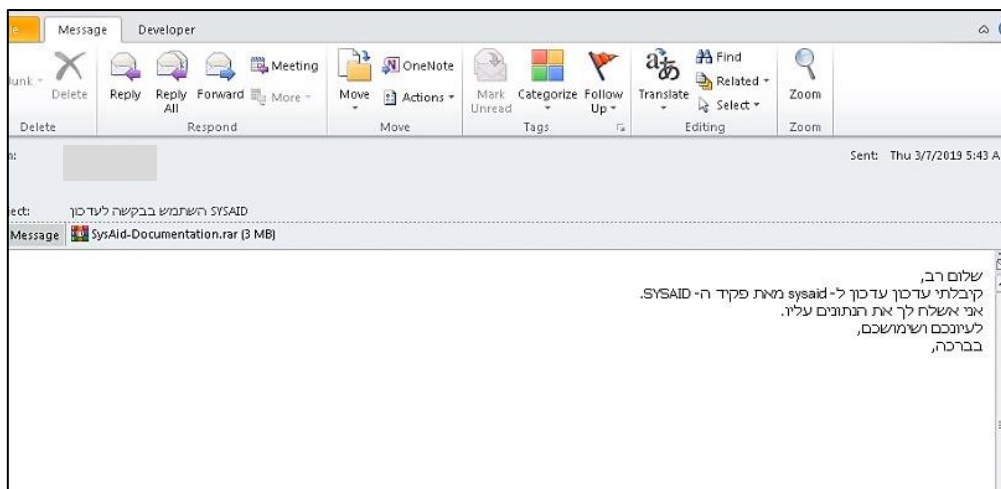 Message Developer
Delete
Reply
Reply All
Forward
Meeting
More
Move
OneNote
Actions
Mark Unread
Categorize
Follow Up
Translate
Find
Related
Select
Zoom
Delete Respond Move Tags Editing Zoom
Sent: Thu 3/7/2019 5:43 A
SYSAID השתמש בבקשה לעדכון
Message SysAid-Documentation.rar (3 MB)
שלום רב,
קיבלתי עדכון עדכון ל- sysaid מאת פקיד ה- SYSAID.
אני אשלח לך את הנתונים עליו.
לעיונכם ושימושכם,
בברכה,